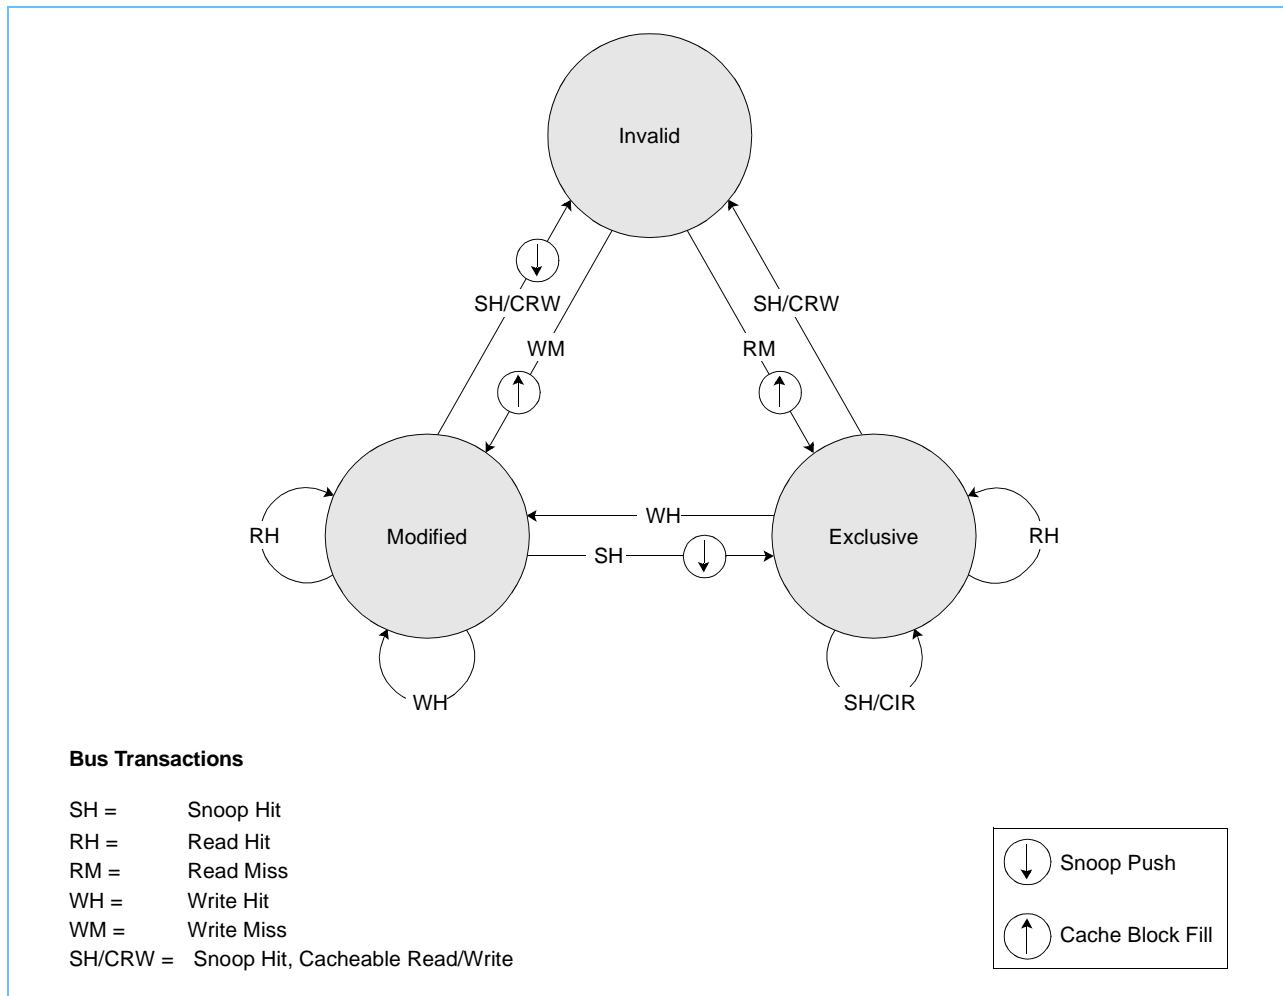 Invalid
SH/CRW
SH/CRW
WM
RM
WH
Modified
Exclusive
RH
RH
SH
WH
SH/CIR
Bus Transactions
SH = Snoop Hit
RH = Read Hit
RM = Read Miss
WH = Write Hit
WM = Write Miss
SH/CRW = Snoop Hit, Cacheable Read/Write
Snoop Push
Cache Block Fill